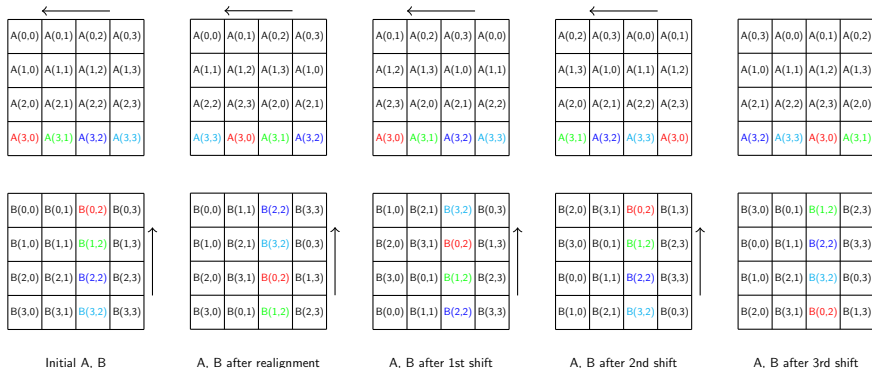 A(0,0) A(0,1) A(0,2) A(0,3) A(0,0) A(0,1) A(0,2) A(0,3) A(0,1) A(0,2) A(0,3) A(0,0) A(0,2) A(0,3) A(0,0) A(0,1) A(0,3) A(0,0) A(0,1) A(0,2)
A(1,0) A(1,1) A(1,2) A(1,3) A(1,1) A(1,2) A(1,3) A(1,0) A(1,2) A(1,3) A(1,0) A(1,1) A(1,3) A(1,0) A(1,1) A(1,2) A(1,0) A(1,1) A(1,2) A(1,3)
A(2,0) A(2,1) A(2,2) A(2,3) A(2,2) A(2,3) A(2,0) A(2,1) A(2,3) A(2,0) A(2,1) A(2,2) A(2,0) A(2,1) A(2,2) A(2,3) A(2,1) A(2,2) A(2,3) A(2,0)
A(3,0) A(3,1) A(3,2) A(3,3) A(3,3) A(3,0) A(3,1) A(3,2) A(3,0) A(3,1) A(3,2) A(3,3) A(3,1) A(3,2) A(3,3) A(3,0) A(3,2) A(3,3) A(3,0) A(3,1)
B(0,0) B(0,1) B(0,2) B(0,3) B(0,0) B(1,1) B(2,2) B(3,3) B(1,0) B(2,1) B(3,2) B(0,3) B(2,0) B(3,1) B(0,2) B(1,3) B(3,0) B(0,1) B(1,2) B(2,3)
B(1,0) B(1,1) B(1,2) B(1,3) B(1,0) B(2,1) B(3,2) B(0,3) B(2,0) B(3,1) B(0,2) B(1,3) B(3,0) B(0,1) B(1,2) B(2,3) B(0,0) B(1,1) B(2,2) B(3,3)
B(2,0) B(2,1) B(2,2) B(2,3) B(2,0) B(3,1) B(0,2) B(1,3) B(3,0) B(0,1) B(1,2) B(2,3) B(0,0) B(1,1) B(2,2) B(3,3) B(1,0) B(2,1) B(3,2) B(0,3)
B(3,0) B(3,1) B(3,2) B(3,3) B(3,0) B(0,1) B(1,2) B(2,3) B(0,0) B(1,1) B(2,2) B(3,3) B(1,0) B(2,1) B(3,2) B(0,3) B(2,0) B(3,1) B(0,2) B(1,3)
Initial A, B A, B after realignment A, B after 1st shift A, B after 2nd shift A, B after 3rd shift